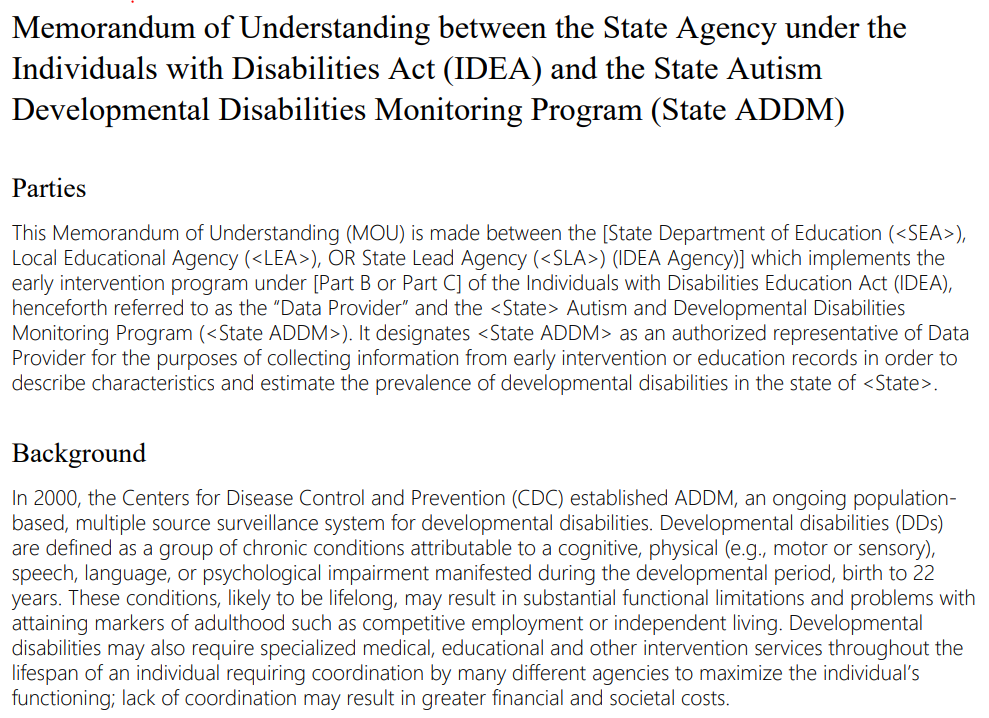 Memorandum of Understanding between the State Agency under the
Individuals with Disabilities Act (IDEA) and the State Autism
Developmental Disabilities Monitoring Program (State ADDM)
Parties
This Memorandum of Understanding (MOU) is made between the [State Department of Education (<SEA>),
Local Educational Agency (<LEA>), OR State Lead Agency (<SLA>) (IDEA Agency)] which implements the
early intervention program under [Part B or Part C] of the Individuals with Disabilities Education Act (IDEA),
henceforth referred to as the “Data Provider” and the <State> Autism and Developmental Disabilities
Monitoring Program (<State ADDM>). It designates <State ADDM> as an authorized representative of Data
Provider for the purposes of collecting information from early intervention or education records in order to
describe characteristics and estimate the prevalence of developmental disabilities in the state of <State>.
Background
In 2000, the Centers for Disease Control and Prevention (CDC) established ADDM, an ongoing population-
based, multiple source surveillance system for developmental disabilities. Developmental disabilities (DDs)
are defined as a group of chronic conditions attributable to a cognitive, physical (e.g., motor or sensory),
speech, language, or psychological impairment manifested during the developmental period, birth to 22
years. These conditions, likely to be lifelong, may result in substantial functional limitations and problems with
attaining markers of adulthood such as competitive employment or independent living. Developmental
disabilities may also require specialized medical, educational and other intervention services throughout the
lifespan of an individual requiring coordination by many different agencies to maximize the individual’s
functioning; lack of coordination may result in greater financial and societal costs.